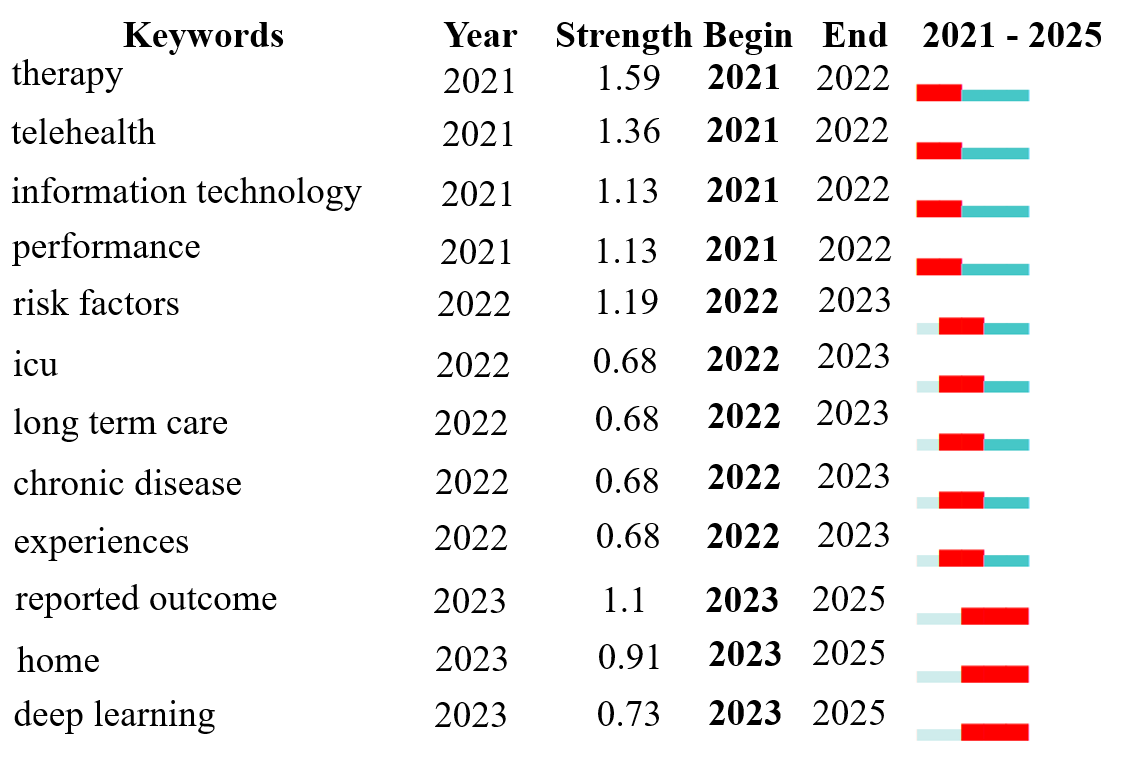 Keywords Year Strength Begin End 2021 - 2025
therapy 2021 1.59 2021 2022
telehealth 2021 1.36 2021 2022
information technology 2021 1.13 2021 2022
performance 2021 1.13 2021 2022
risk factors 2022 1.19 2022 2023
icu 2022 0.68 2022 2023
long term care 2022 0.68 2022 2023
chronic disease 2022 0.68 2022 2023
experiences 2022 0.68 2022 2023
reported outcome 2023 1.1 2023 2025
home 2023 0.91 2023 2025
deep learning 2023 0.73 2023 2025